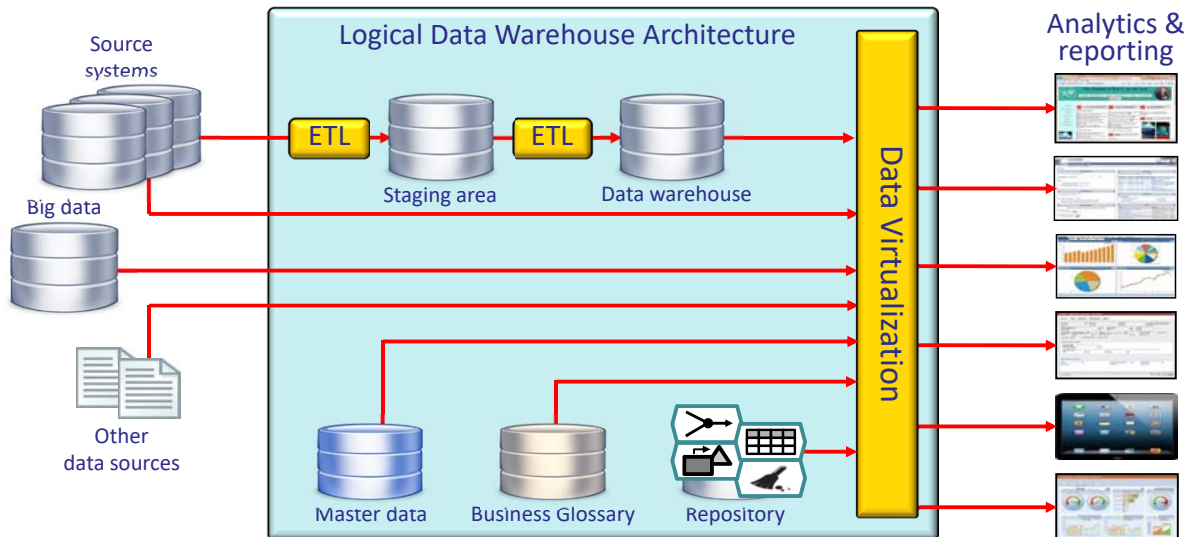 Logical Data Warehouse Architecture
Analytics &
reporting
Source
systems
ETL
ETL
Staging area
Data warehouse
Big data
Data Virtualization
Other
data sources
Master data
Business Glossary
Repository